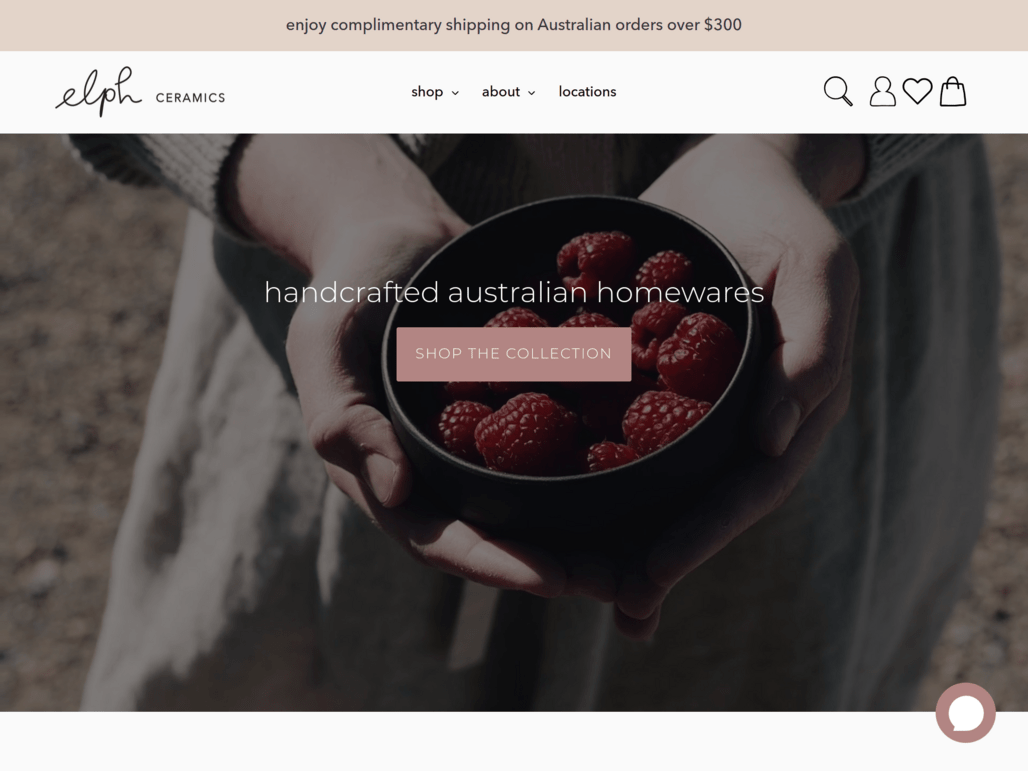 enjoy complimentary shipping on Australian orders over $300
elph CERAMICS
shop about locations
handcrafted australian homewares
SHOP THE COLLECTION